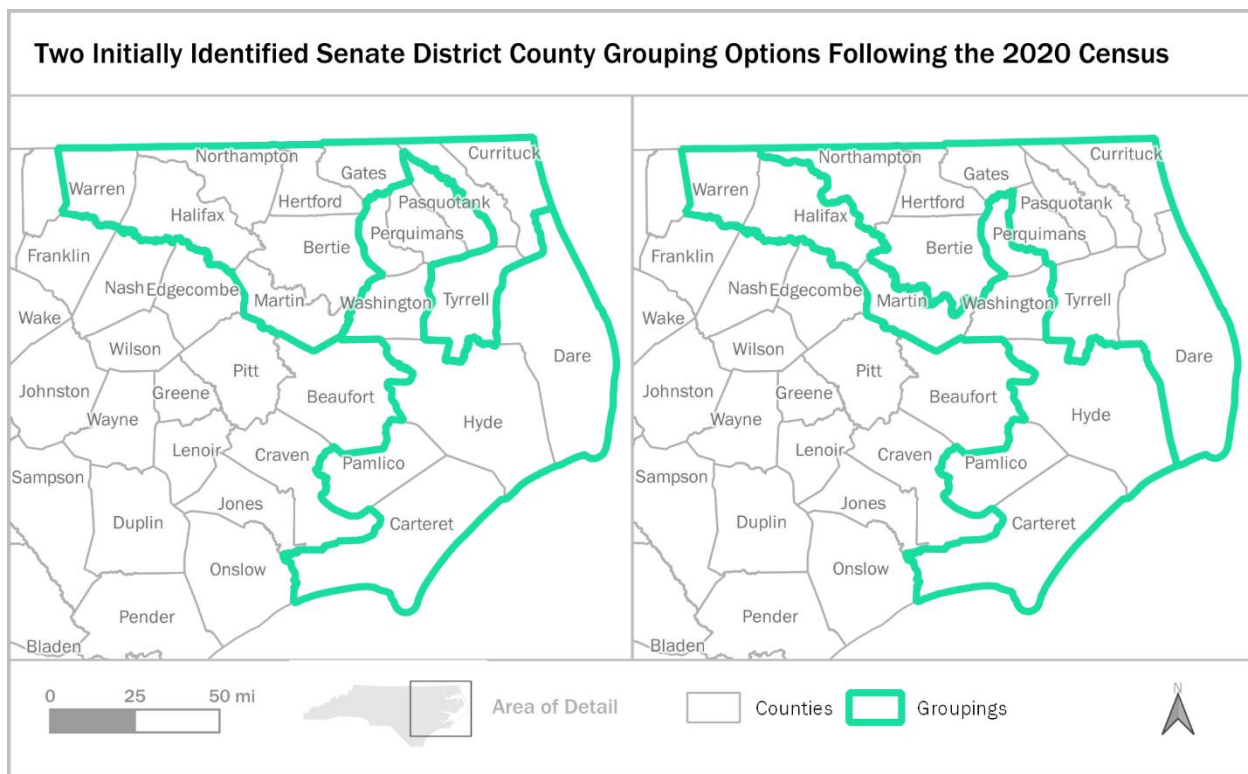 Two Initially Identified Senate District County Grouping Options Following the 2020 Census
Northampton
Currituck
Gates
Warren
Pasquotank
Hertford
Halifax
Perquimans
Bertie
Franklin
Nash
Edgecombe
Martin
Washington
Tyrrell
Wake
Wilson
Dare
Pitt
Johnston
Greene
Beaufort
Wayne
Hyde
Lenoir
Craven
Pamlico
Sampson
Jones
Duplin
Carteret
Onslow
Pender
Bladen
Northampton
Currituck
Gates
Warren
Pasquotank
Hertford
Halifax
Perquimans
Bertie
Franklin
Nash
Edgecombe
Martin
Washington
Tyrrell
Wake
Wilson
Dare
Pitt
Johnston
Greene
Beaufort
Wayne
Hyde
Lenoir
Craven
Pamlico
Sampson
Jones
Duplin
Carteret
Onslow
Pender
Bladen
0 25 50 mi
Area of Detail
Counties
Groupings
N